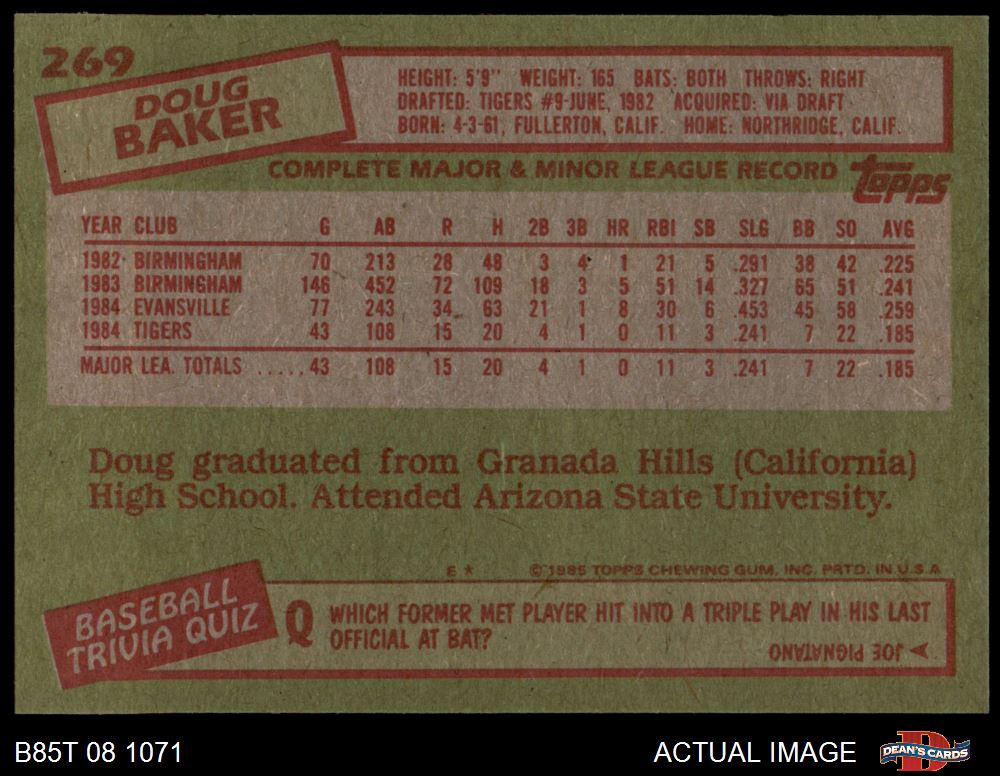 269
DOUG
BAKER
HEIGHT: 5'9" WEIGHT: 165 BATS: BOTH THROWS: RIGHT
DRAFTED: TIGERS #9-JUNE, 1982 ACQUIRED: VIA DRAFT
BORN: 4-3-61, FULLERTON, CALIF. HOME: NORTHRIDGE, CALIF.
COMPLETE MAJOR & MINOR LEAGUE RECORD
topps
YEAR CLUB G AB R H 2B 3B HR RBI SB SLG BB SO AVG
1982 BIRMINGHAM 70 213 28 48 3 4 1 21 5 .291 38 42 .225
1983 BIRMINGHAM 146 452 72 109 18 3 5 51 14 .327 65 51 .241
1984 EVANSVILLE 77 243 34 63 21 1 8 30 6 .453 45 58 .259
1984 TIGERS 43 108 15 20 4 1 0 11 3 .241 7 22 .185
MAJOR LEA. TOTALS .....43 108 15 20 4 1 0 11 3 .241 7 22 .185
Doug graduated from Granada Hills (California)
High School. Attended Arizona State University.
E * © 1985 TOPPS CHEWING GUM, INC. PRTD. IN U.S.A
BASEBALL
TRIVIA QUIZ
Q WHICH FORMER MET PLAYER HIT INTO A TRIPLE PLAY IN HIS LAST
OFFICIAL AT BAT?
JOE PIGNATANO
B85T 08 1071
ACTUAL IMAGE
DEAN'S CARDS